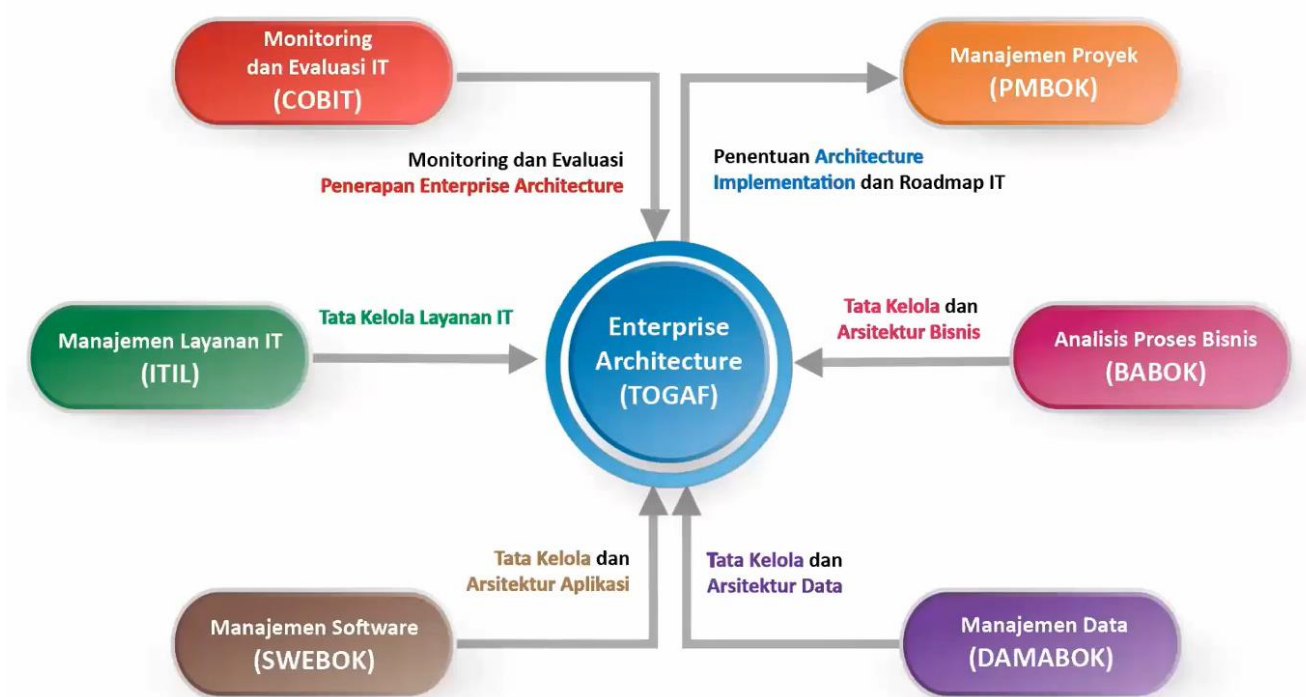 Monitoring
dan Evaluasi IT
(COBIT)
Manajemen Proyek
(PMBOK)
Monitoring dan Evaluasi
Penerapan Enterprise Architecture
Penentuan Architecture
Implementation dan Roadmap IT
Manajemen Layanan IT
(ITIL)
Tata Kelola Layanan IT
Enterprise
Architecture
(TOGAF)
Tata Kelola dan
Arsitektur Bisnis
Analisis Proses Bisnis
(BABOK)
Tata Kelola dan
Arsitektur Aplikasi
Tata Kelola dan
Arsitektur Data
Manajemen Software
(SWEBOK)
Manajemen Data
(DAMABOK)